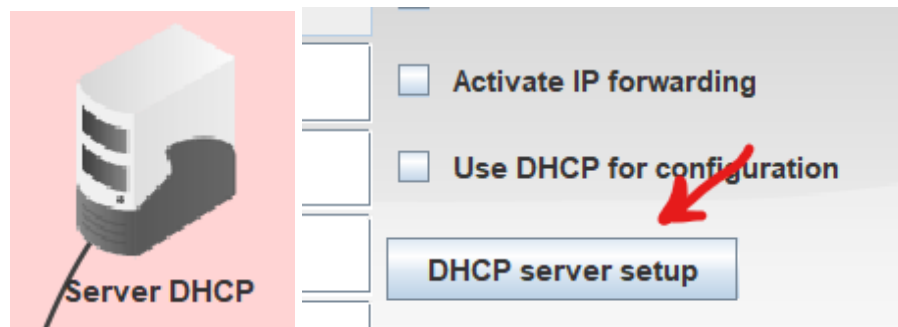 Server DHCP
Activate IP forwarding
Use DHCP for configuration
DHCP server setup